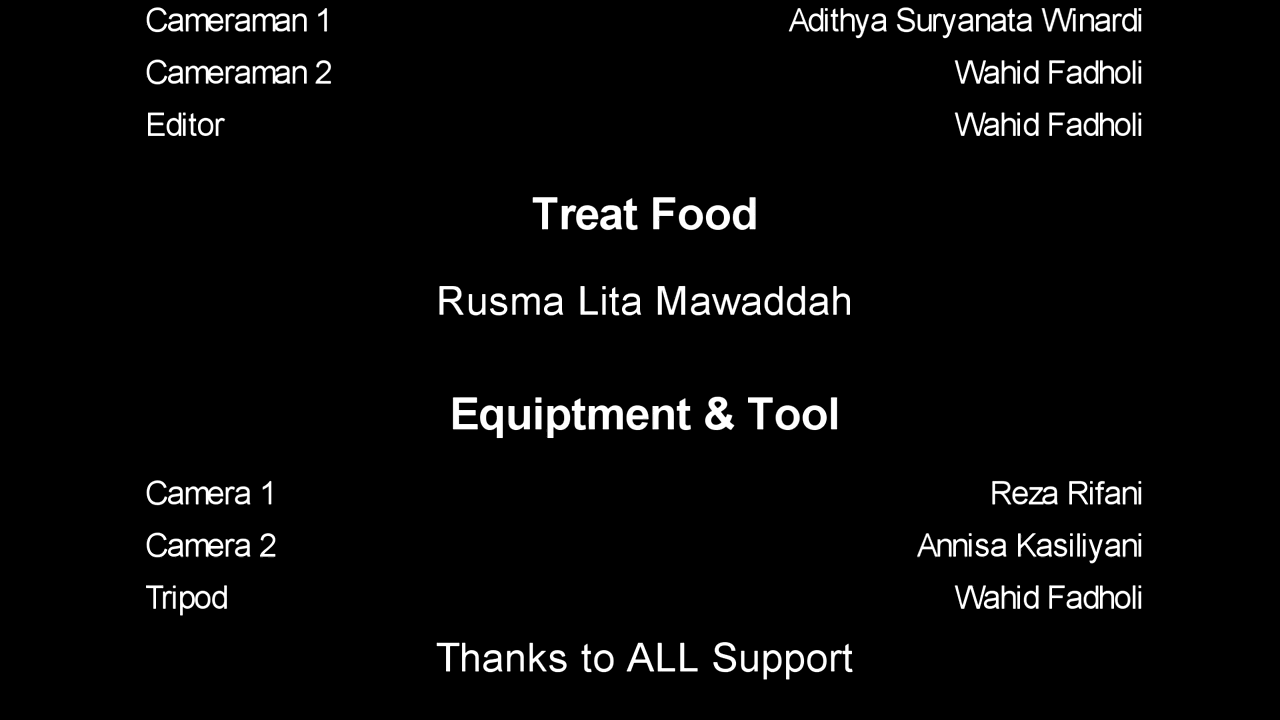 Cameraman 1 Adithya Suryanata Winardi
Cameraman 2 Wahid Fadholi
Editor Wahid Fadholi
Treat Food
Rusma Lita Mawaddah
Equiptment & Tool
Camera 1 Reza Rifani
Camera 2 Annisa Kasiliyani
Tripod Wahid Fadholi
Thanks to ALL Support